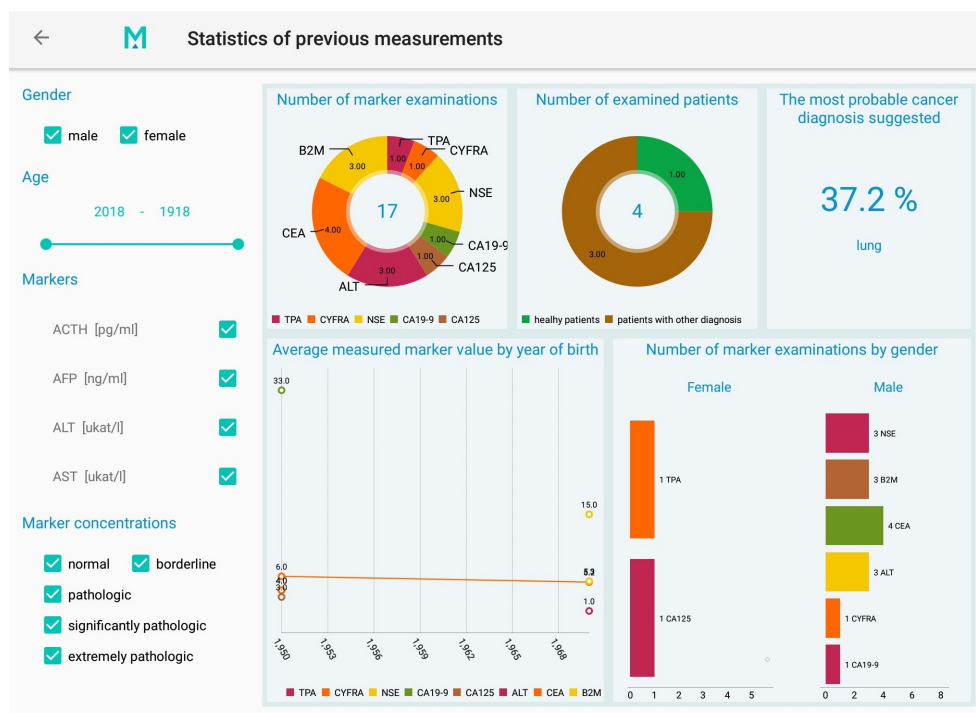 Statistics of previous measurements
Gender
male female
Age
2018 - 1918
Markers
ACTH [pg/ml]
AFP [ng/ml]
ALT [ukat/l]
AST [ukat/l]
Marker concentrations
normal borderline
pathologic
significantly pathologic
extremely pathologic
Number of marker examinations
TPA
CYFRA
B2M
1.00
1.00
3.00
NSE
3.00
17
CEA
4.00
1.00
CA19-9
1.00
CA125
3.00
ALT
TPA CYFRA NSE CA19-9 CA125
Number of examined patients
1.00
4
3.00
healhy patients patients with other diagnosis
The most probable cancer
diagnosis suggested
37.2 %
lung
Average measured marker value by year of birth
33.0
15.0
6.0
4.0
1.0
1,950 1,953 1,956 1,959 1,962 1,965 1,968
TPA CYFRA NSE CA19-9 CA125 ALT CEA B2M
Number of marker examinations by gender
Female
1 TPA
1 CA125
0 1 2 3 4 5
Male
3 NSE
3 B2M
4 CEA
3 ALT
1 CYFRA
1 CA19-9
0 2 4 6 8